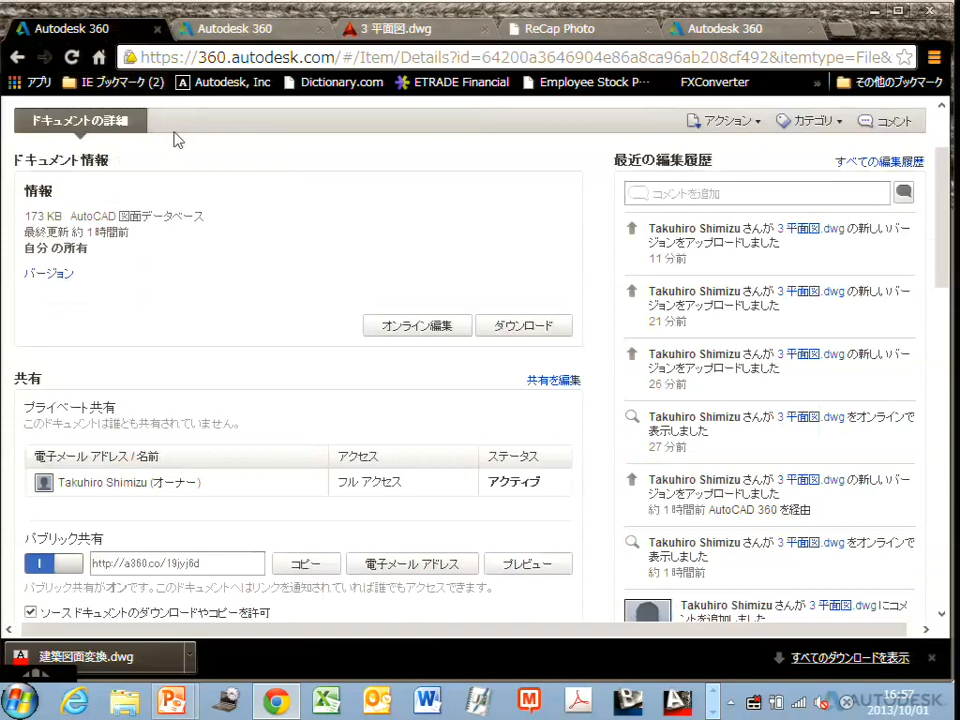 Autodesk 360
Autodesk 360
3 平面図.dwg
ReCap Photo
Autodesk 360
https://360.autodesk.com/#/Item/Details?id=64200a3646904e86a8ca96ab208cf492&itemtype=File&
アプリ
IE ブックマーク (2)
Autodesk, Inc
Dictionary.com
ETRADE Financial
Employee Stock P…
FXConverter
»
その他のブックマーク
ドキュメントの詳細
アクション
カテゴリ
コメント
ドキュメント情報
情報
173 KB AutoCAD 図面データベース
最終更新 約 1 時間前
自分 の所有
バージョン
オンライン編集
ダウンロード
共有
共有を編集
プライベート共有
このドキュメントは誰とも共有されていません。
電子メール アドレス / 名前
アクセス
ステータス
Takuhiro Shimizu (オーナー)
フル アクセス
アクティブ
パブリック共有
I
http://a360.co/19jyj6d
コピー
電子メール アドレス
プレビュー
パブリック共有がオンです。このドキュメントへはリンクを通知されていれば誰でもアクセスできます。
ソースドキュメントのダウンロードやコピーを許可
最近の編集履歴
すべての編集履歴
コメントを追加
Takuhiro Shimizu さんが 3 平面図.dwg の新しいバー
ジョンをアップロードしました
11 分前
Takuhiro Shimizu さんが 3 平面図.dwg の新しいバー
ジョンをアップロードしました
21 分前
Takuhiro Shimizu さんが 3 平面図.dwg の新しいバー
ジョンをアップロードしました
26 分前
Takuhiro Shimizu さんが 3 平面図.dwg をオンラインで
表示しました
27 分前
Takuhiro Shimizu さんが 3 平面図.dwg の新しいバー
ジョンをアップロードしました
約 1 時間前 AutoCAD 360 を経由
Takuhiro Shimizu さんが 3 平面図.dwg をオンラインで
表示しました
約 1 時間前
Takuhiro Shimizu さんが 3 平面図.dwg にコメ
ントを追加しました
建築図面変換.dwg
すべてのダウンロードを表示
16:57
2013/10/01
AUTODESK